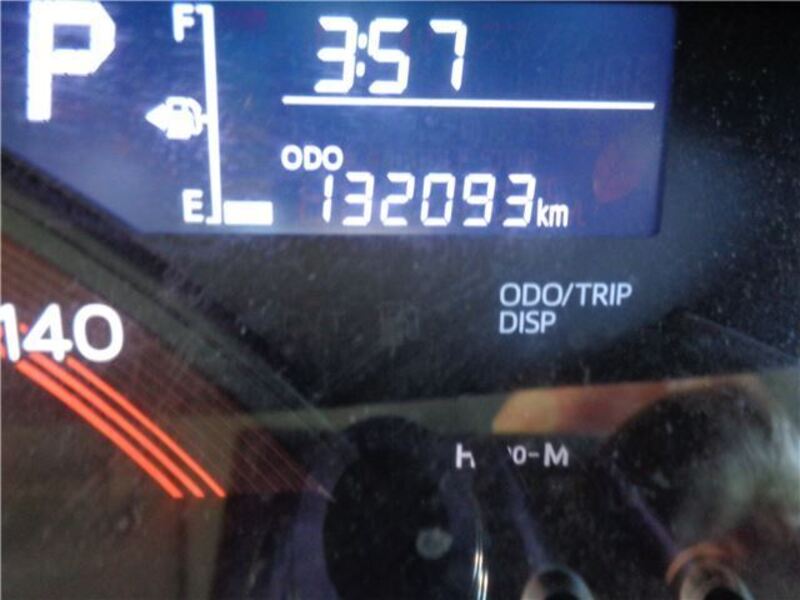 P
F
3:57
E
ODO
132093km
ODO/TRIP
DISP
140